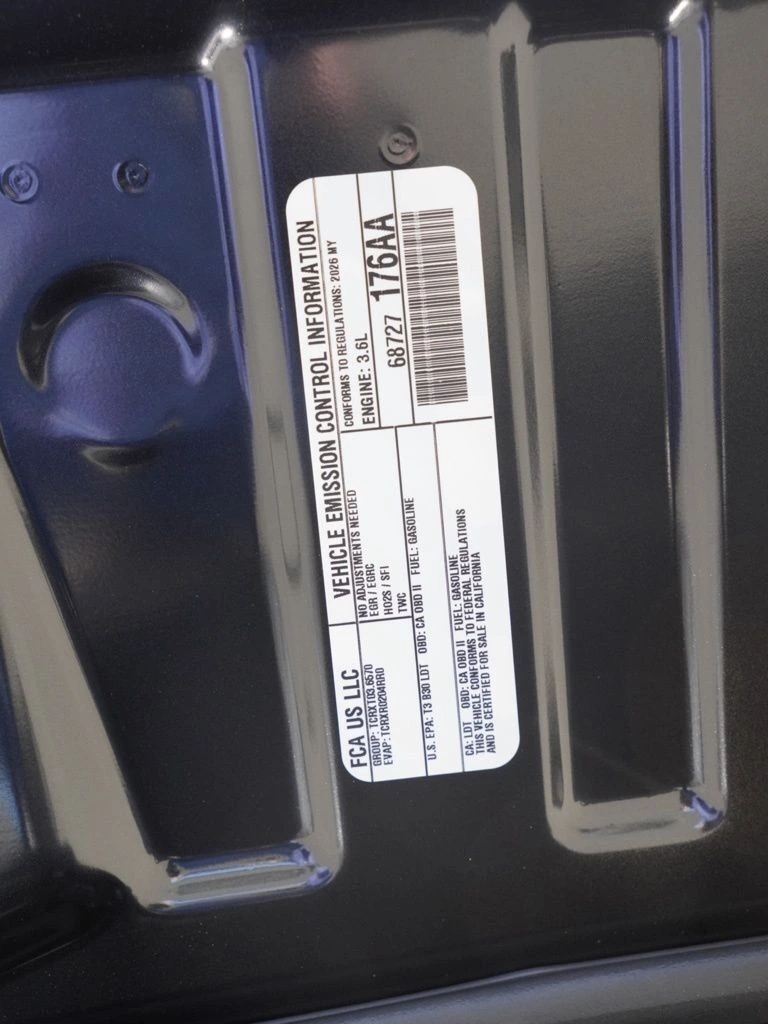 FCA US LLC
VEHICLE EMISSION CONTROL INFORMATION
GROUP: TCRXT03.6570
EVAP: TCRXR0204RR0
NO ADJUSTMENTS NEEDED
EGR / EGRC
HO2S / SFI
TWC
CONFORMS TO REGULATIONS: 2026 MY
ENGINE: 3.6L
68727 176AA
U.S. EPA: T3 B30 LDT OBD: CA OBD II FUEL: GASOLINE
CA: LDT OBD: CA OBD II FUEL: GASOLINE
THIS VEHICLE CONFORMS TO FEDERAL REGULATIONS
AND IS CERTIFIED FOR SALE IN CALIFORNIA